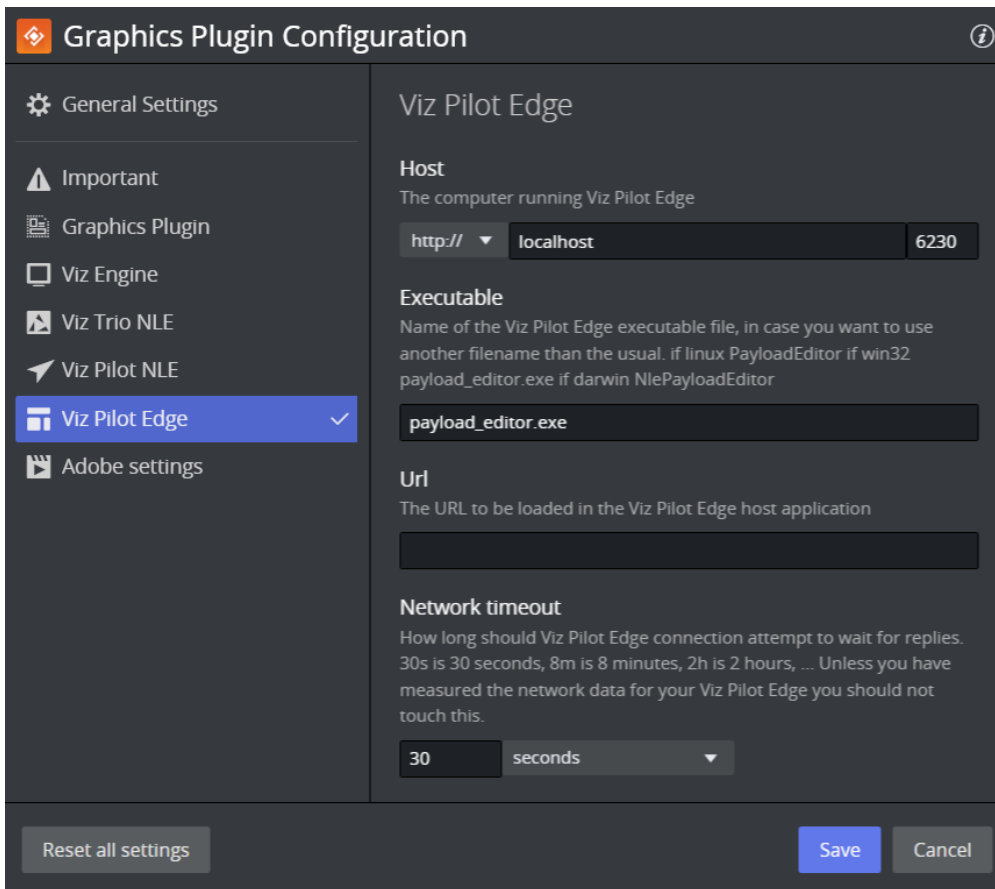 Graphics Plugin Configuration
General Settings
Important
Graphics Plugin
Viz Engine
Viz Trio NLE
Viz Pilot NLE
Viz Pilot Edge
Adobe settings
Viz Pilot Edge
Host
The computer running Viz Pilot Edge
http:// localhost 6230
Executable
Name of the Viz Pilot Edge executable file, in case you want to use
another filename than the usual. if linux PayloadEditor if win32
payload_editor.exe if darwin NlePayloadEditor
payload_editor.exe
Url
The URL to be loaded in the Viz Pilot Edge host application
Network timeout
How long should Viz Pilot Edge connection attempt to wait for replies.
30s is 30 seconds, 8m is 8 minutes, 2h is 2 hours, ... Unless you have
measured the network data for your Viz Pilot Edge you should not
touch this.
30 seconds
Reset all settings Save Cancel